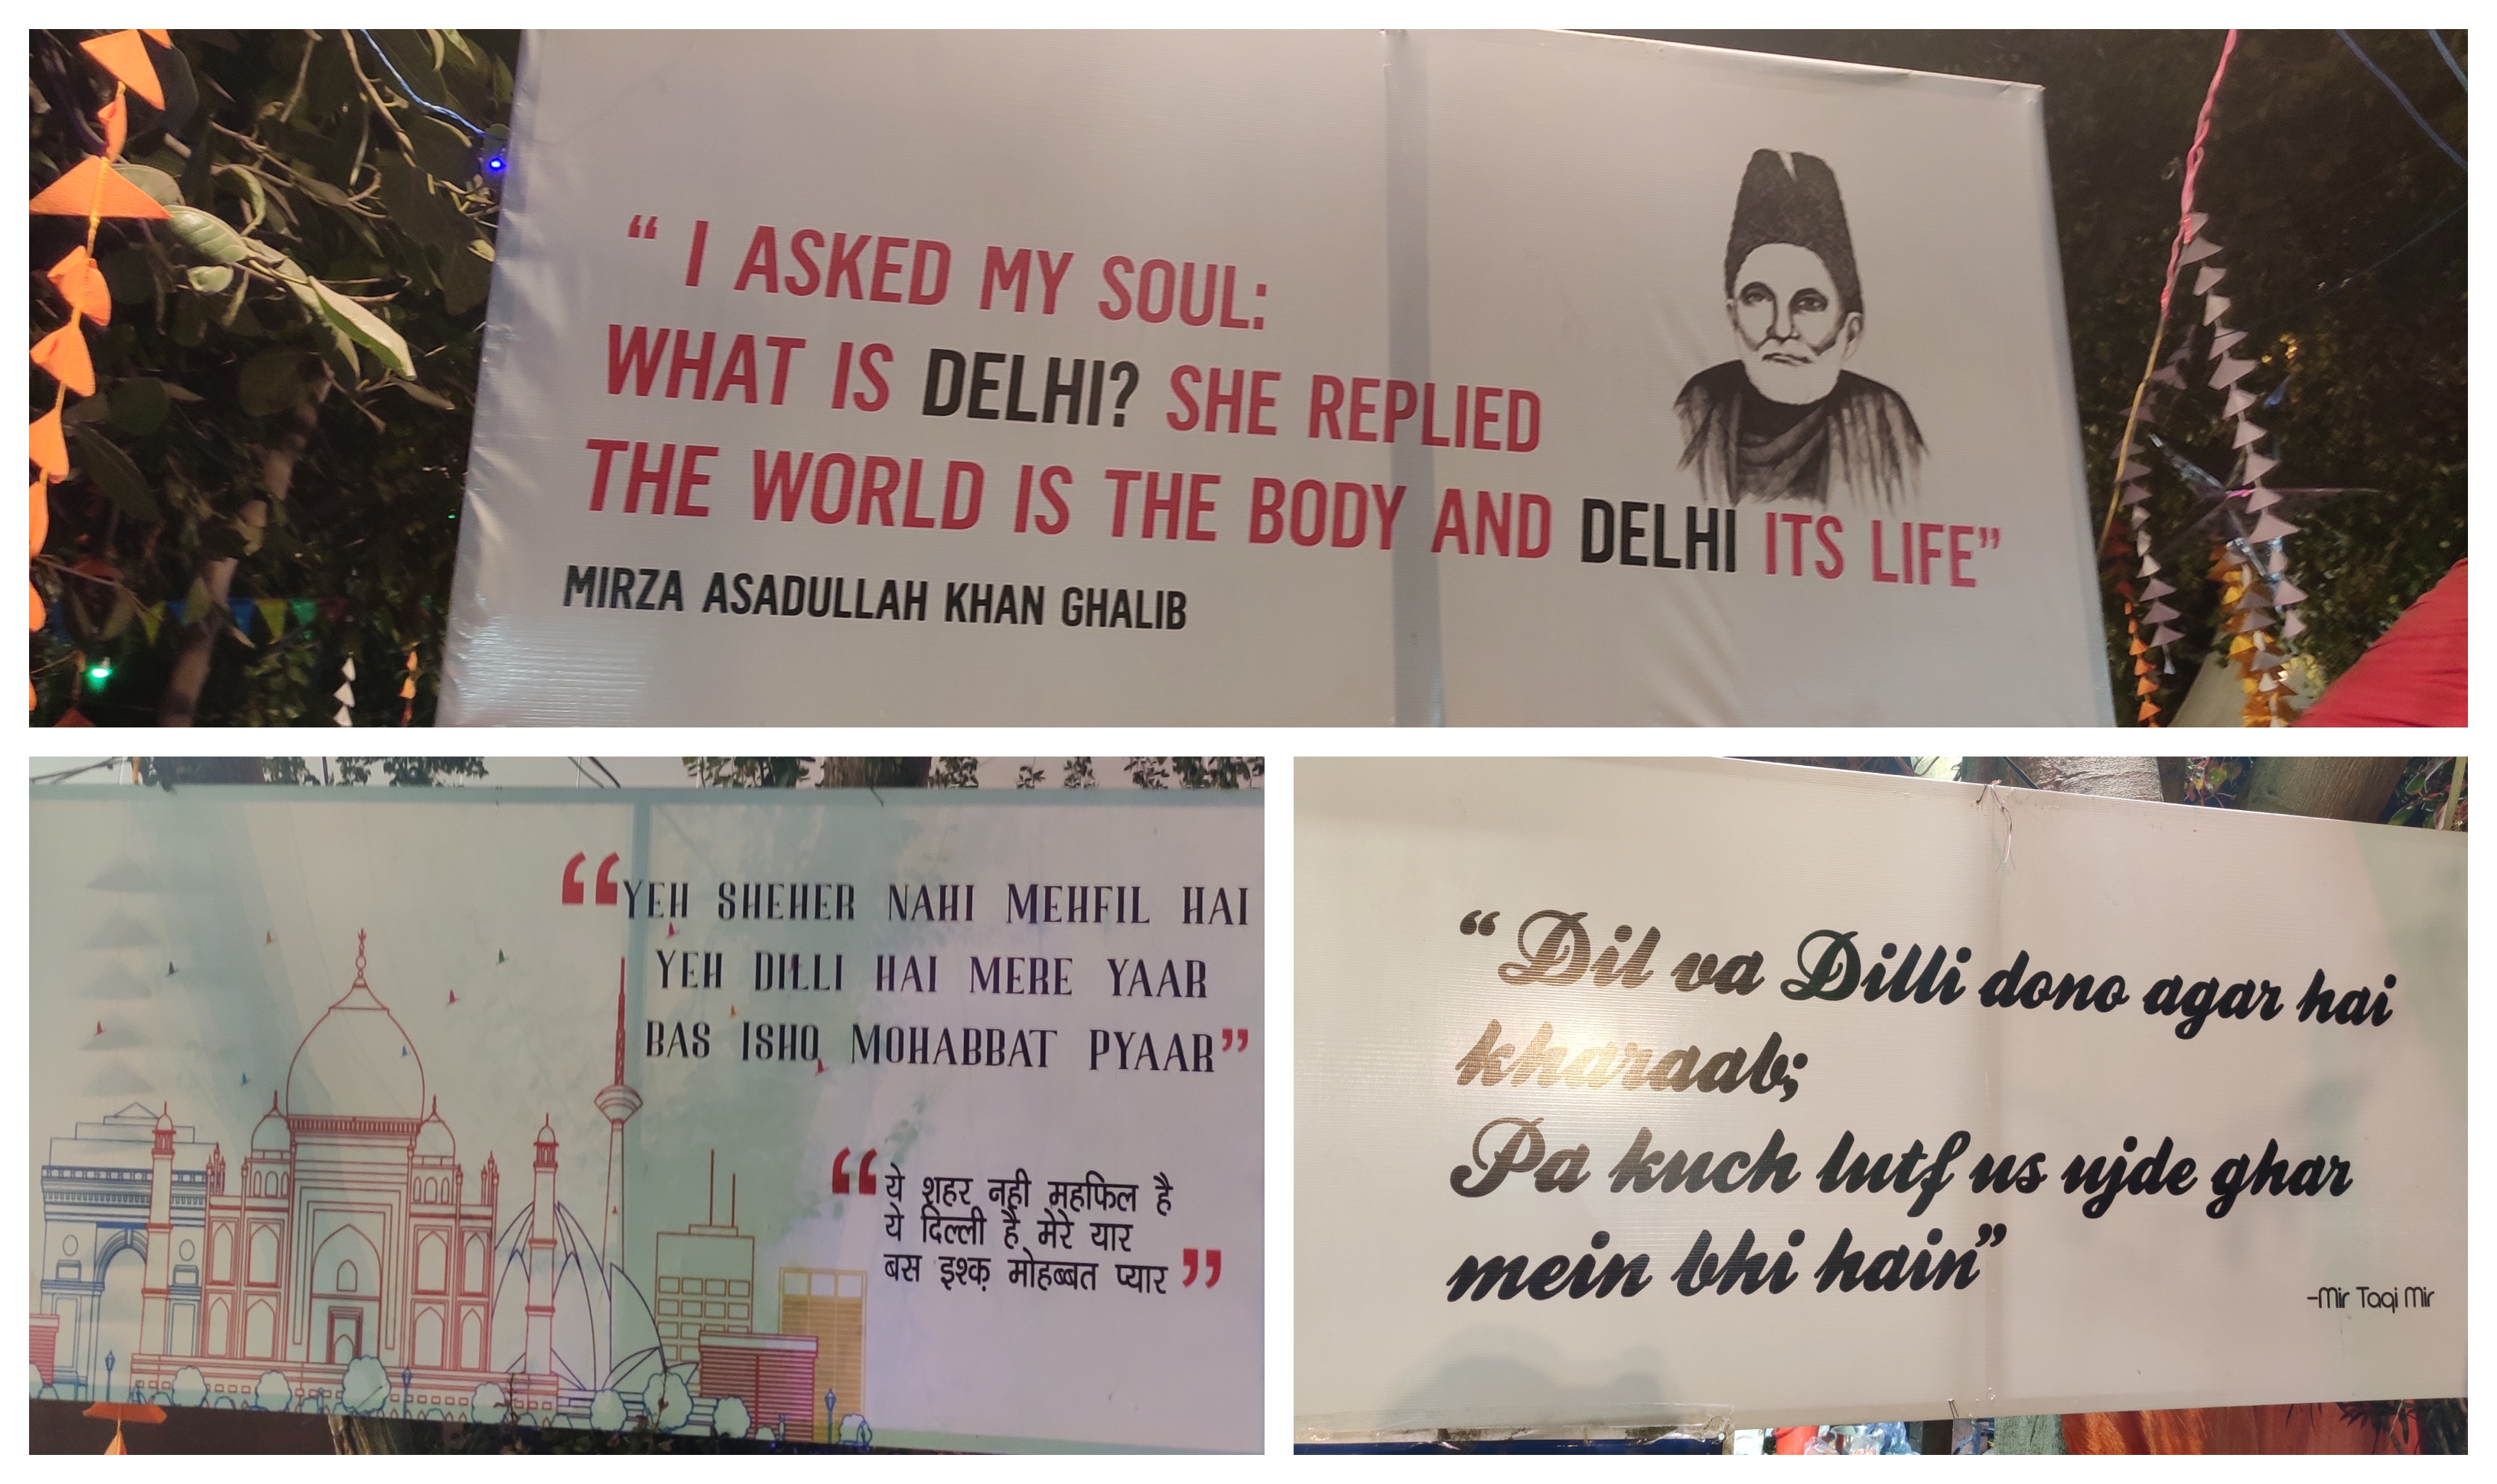 “ I ASKED MY SOUL:
WHAT IS DELHI? SHE REPLIED
THE WORLD IS THE BODY AND DELHI ITS LIFE”
MIRZA ASADULLAH KHAN GHALIB
“YEH SHEHER NAHI MEHFIL HAI
YEH DILLI HAI MERE YAAR
BAS ISHQ MOHABBAT PYAAR”
“ये शहर नही महफिल है
ये दिल्ली है मेरे यार
बस इश्क़ मोहब्बत प्यार”
“Dil va Dilli dono agar hai
kharaab;
Pa kuch lutf us ujde ghar
mein bhi hain”
-Mir Taqi Mir